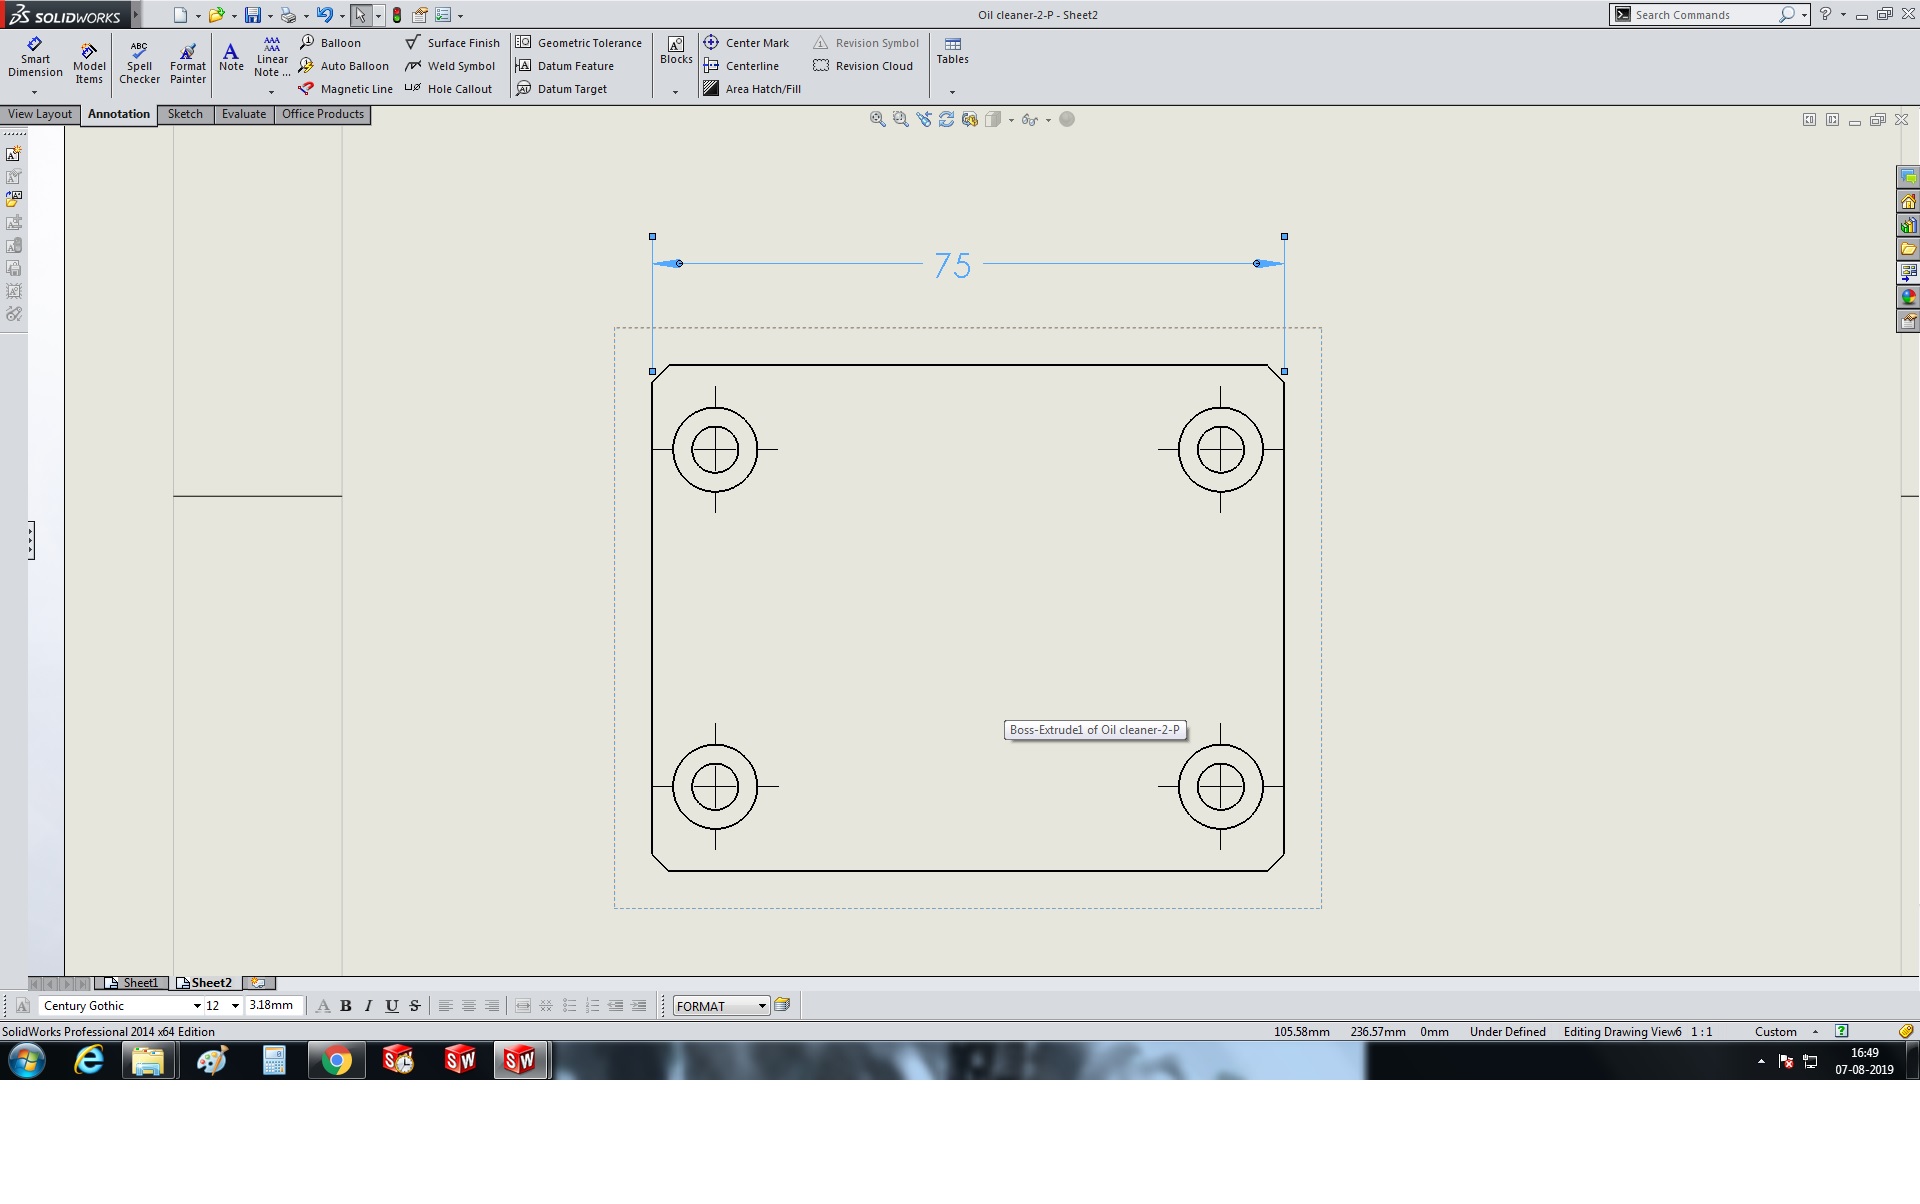 SOLIDWORKS
Oil cleaner-2-P - Sheet2
Search Commands
Smart Dimension
Model Items
Spell Checker
Format Painter
Note
Linear Note ...
Balloon
Auto Balloon
Magnetic Line
Surface Finish
Weld Symbol
Hole Callout
Geometric Tolerance
Datum Feature
Datum Target
Blocks
Center Mark
Centerline
Area Hatch/Fill
Revision Symbol
Revision Cloud
Tables
View Layout Annotation Sketch Evaluate Office Products
75
Boss-Extrude1 of Oil cleaner-2-P
Sheet1 Sheet2
Century Gothic 12 3.18mm A B I U S FORMAT
SolidWorks Professional 2014 x64 Edition 105.58mm 236.57mm 0mm Under Defined Editing Drawing View6 1 : 1 Custom
16:49
07-08-2019